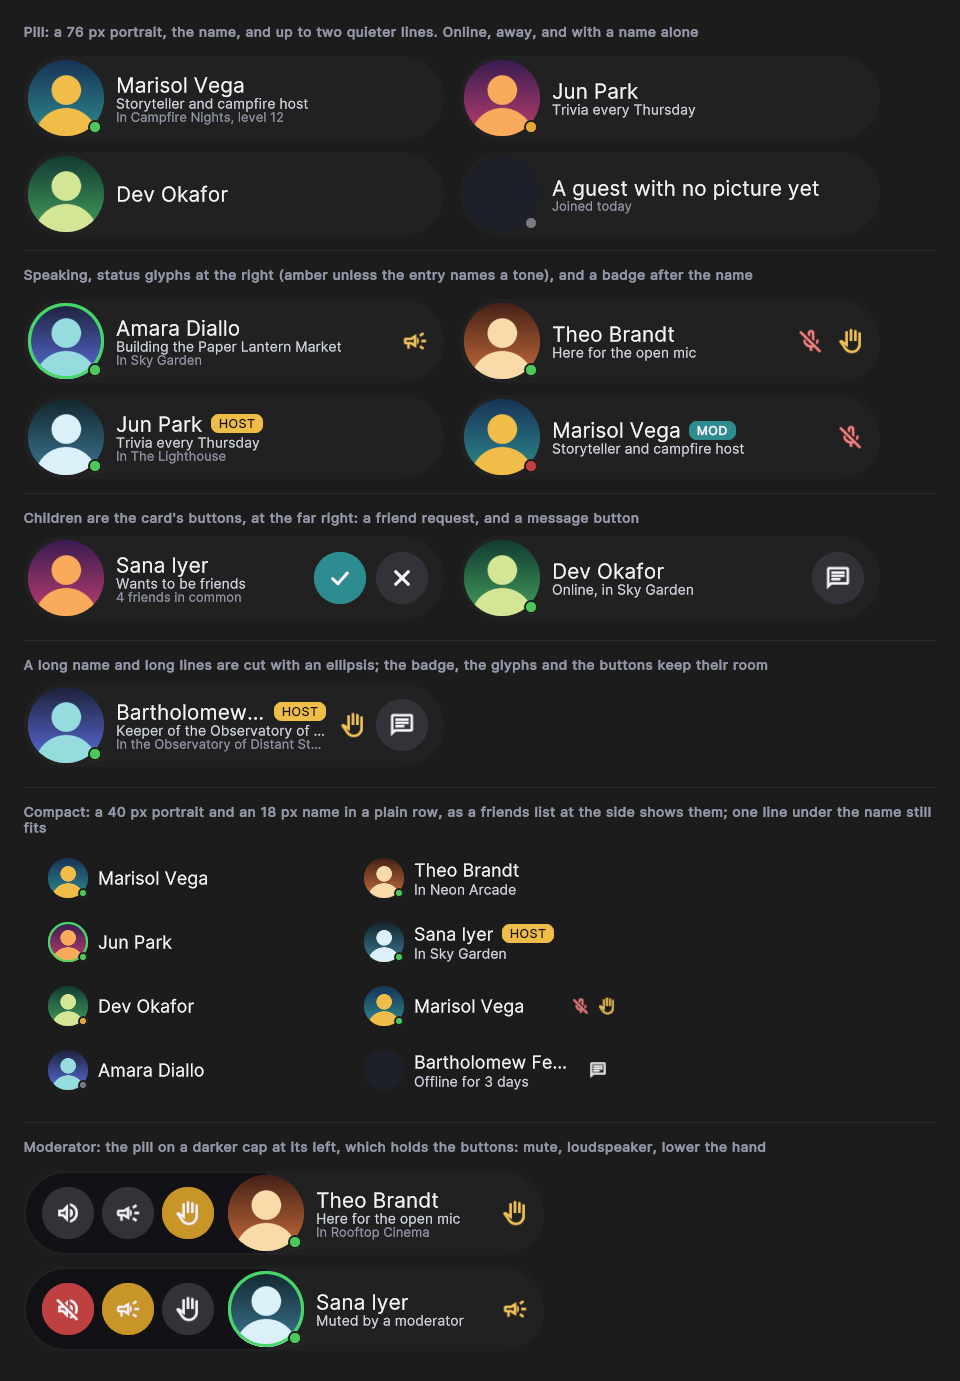 Pill: a 76 px portrait, the name, and up to two quieter lines. Online, away, and with a name alone
Marisol Vega
Storyteller and campfire host
In Campfire Nights, level 12
Jun Park
Trivia every Thursday
Dev Okafor
A guest with no picture yet
Joined today
Speaking, status glyphs at the right (amber unless the entry names a tone), and a badge after the name
Amara Diallo
Building the Paper Lantern Market
In Sky Garden
Theo Brandt
Here for the open mic
Jun Park HOST
Trivia every Thursday
In The Lighthouse
Marisol Vega MOD
Storyteller and campfire host
Children are the card's buttons, at the far right: a friend request, and a message button
Sana Iyer
Wants to be friends
4 friends in common
Dev Okafor
Online, in Sky Garden
A long name and long lines are cut with an ellipsis; the badge, the glyphs and the buttons keep their room
Bartholomew... HOST
Keeper of the Observatory of ...
In the Observatory of Distant St...
Compact: a 40 px portrait and an 18 px name in a plain row, as a friends list at the side shows them; one line under the name still
fits
Marisol Vega
Theo Brandt
In Neon Arcade
Jun Park
Sana Iyer HOST
In Sky Garden
Dev Okafor
Marisol Vega
Amara Diallo
Bartholomew Fe...
Offline for 3 days
Moderator: the pill on a darker cap at its left, which holds the buttons: mute, loudspeaker, lower the hand
Theo Brandt
Here for the open mic
In Rooftop Cinema
Sana Iyer
Muted by a moderator